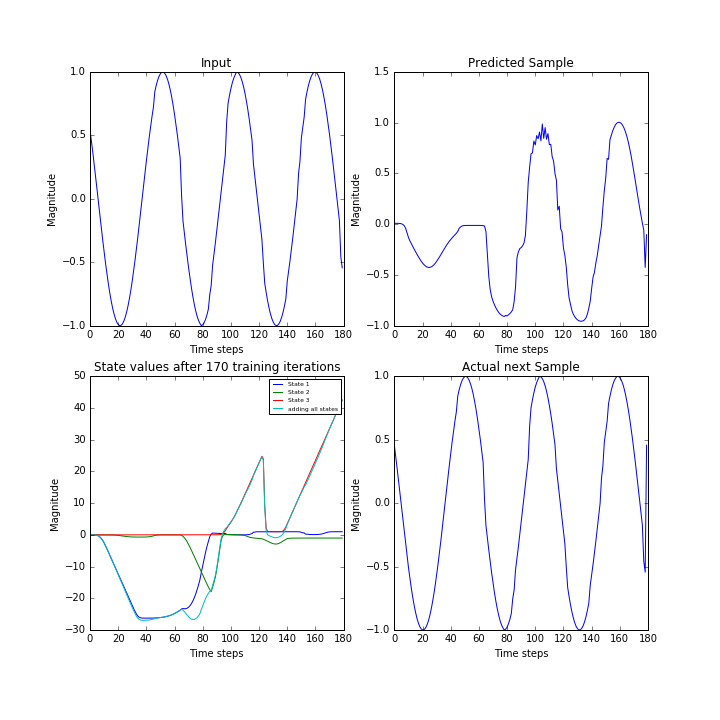 Input
1.0
0.5
0.0
−0.5
−1.0
Magnitude
0 20 40 60 80 100 120 140 160 180
Time steps
Predicted Sample
1.5
1.0
0.5
0.0
−0.5
−1.0
Magnitude
0 20 40 60 80 100 120 140 160 180
Time steps
State values after 170 training iterations
50
40
30
20
10
0
−10
−20
−30
Magnitude
State 1
State 2
State 3
adding all states
0 20 40 60 80 100 120 140 160 180
Time steps
Actual next Sample
1.0
0.5
0.0
−0.5
−1.0
Magnitude
0 20 40 60 80 100 120 140 160 180
Time steps